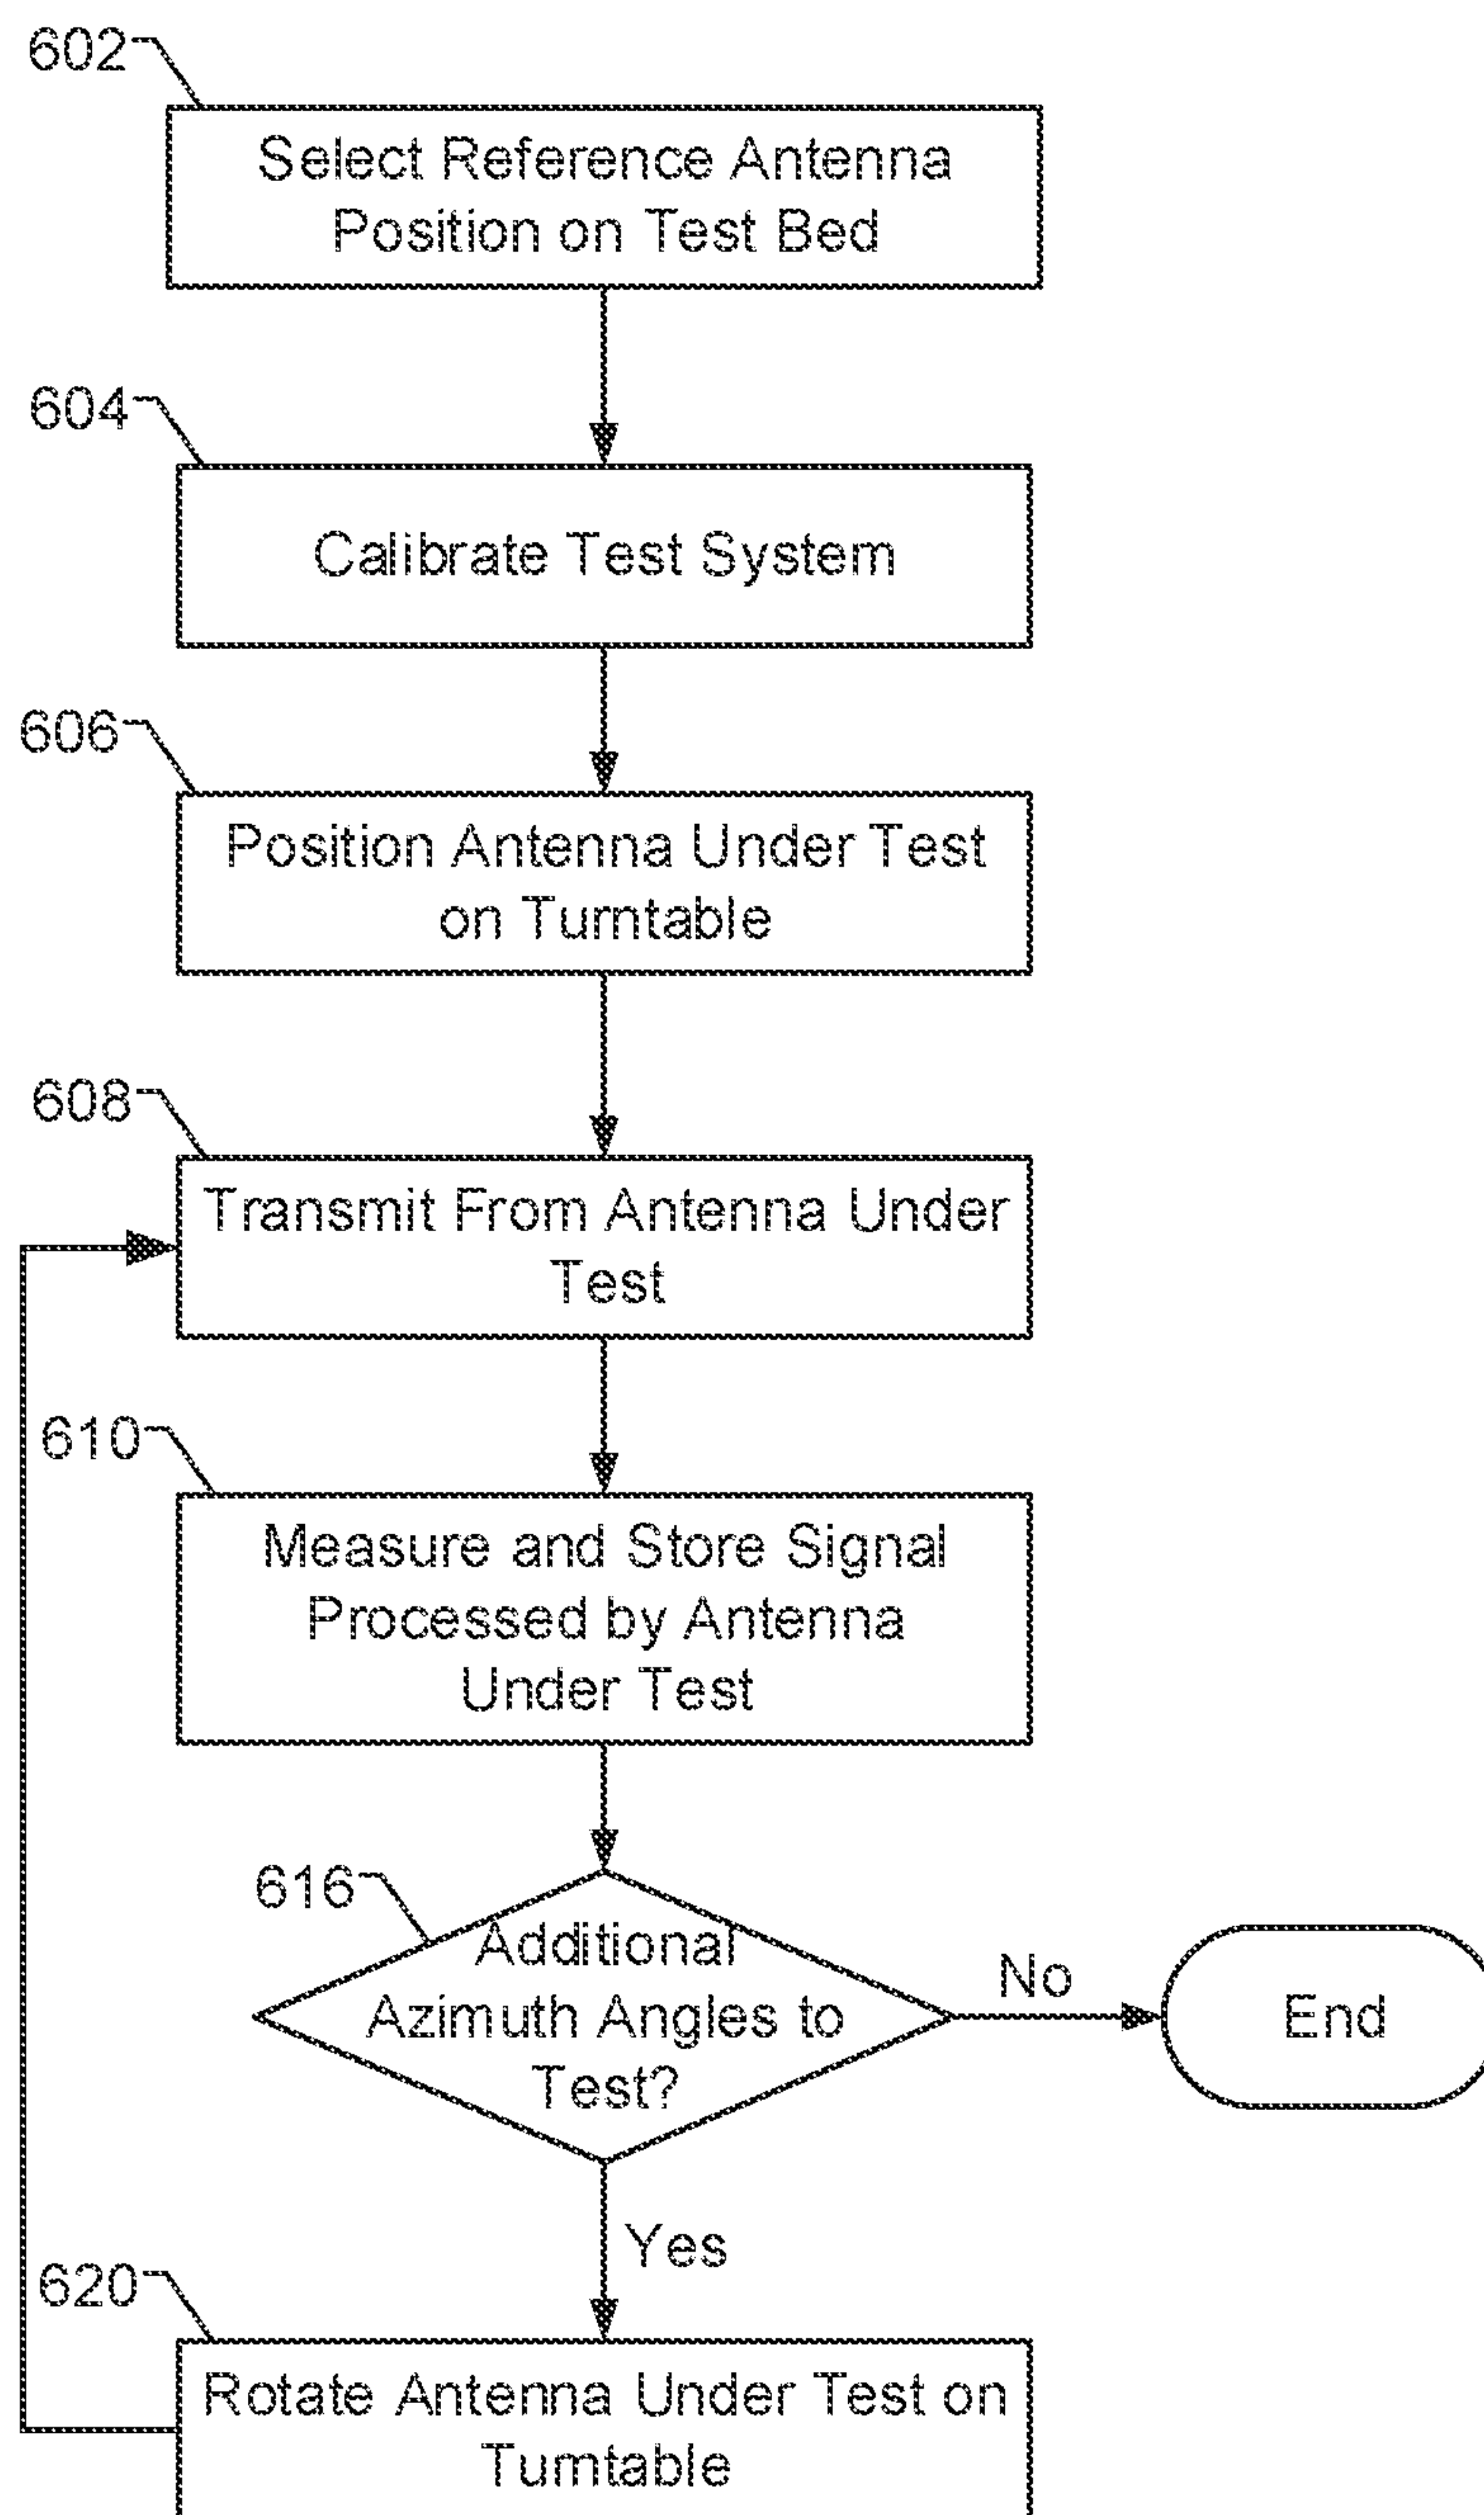 602
Select Reference Antenna
Position on Test Bed
604
Calibrate Test System
606
Position Antenna Under Test
on Turntable
608
Transmit From Antenna Under
Test
610
Measure and Store Signal
Processed by Antenna
Under Test
616
Additional
Azimuth Angles to
Test?
No
End
Yes
620
Rotate Antenna Under Test on
Turntable